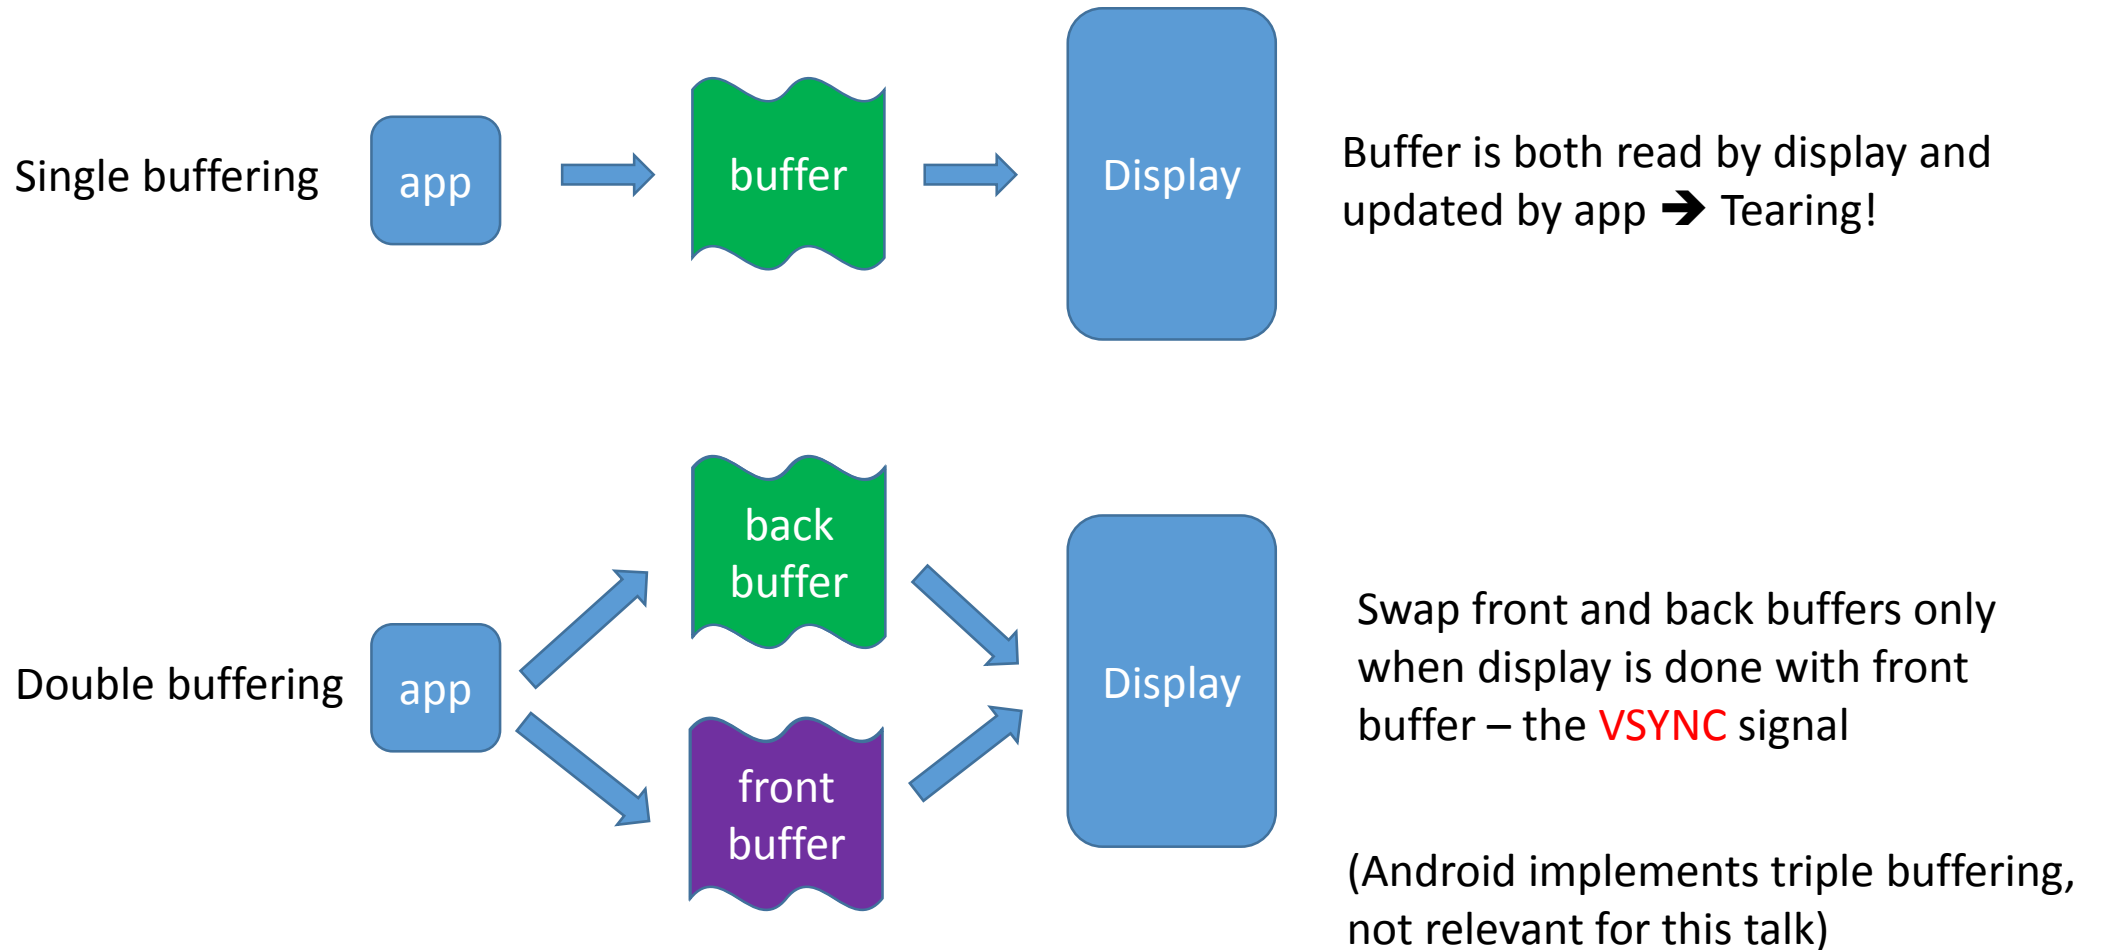 Single buffering
app
buffer
Display
Buffer is both read by display and
updated by app ➔ Tearing!
Double buffering
app
back
buffer
front
buffer
Display
Swap front and back buffers only
when display is done with front
buffer – the VSYNC signal
(Android implements triple buffering,
not relevant for this talk)